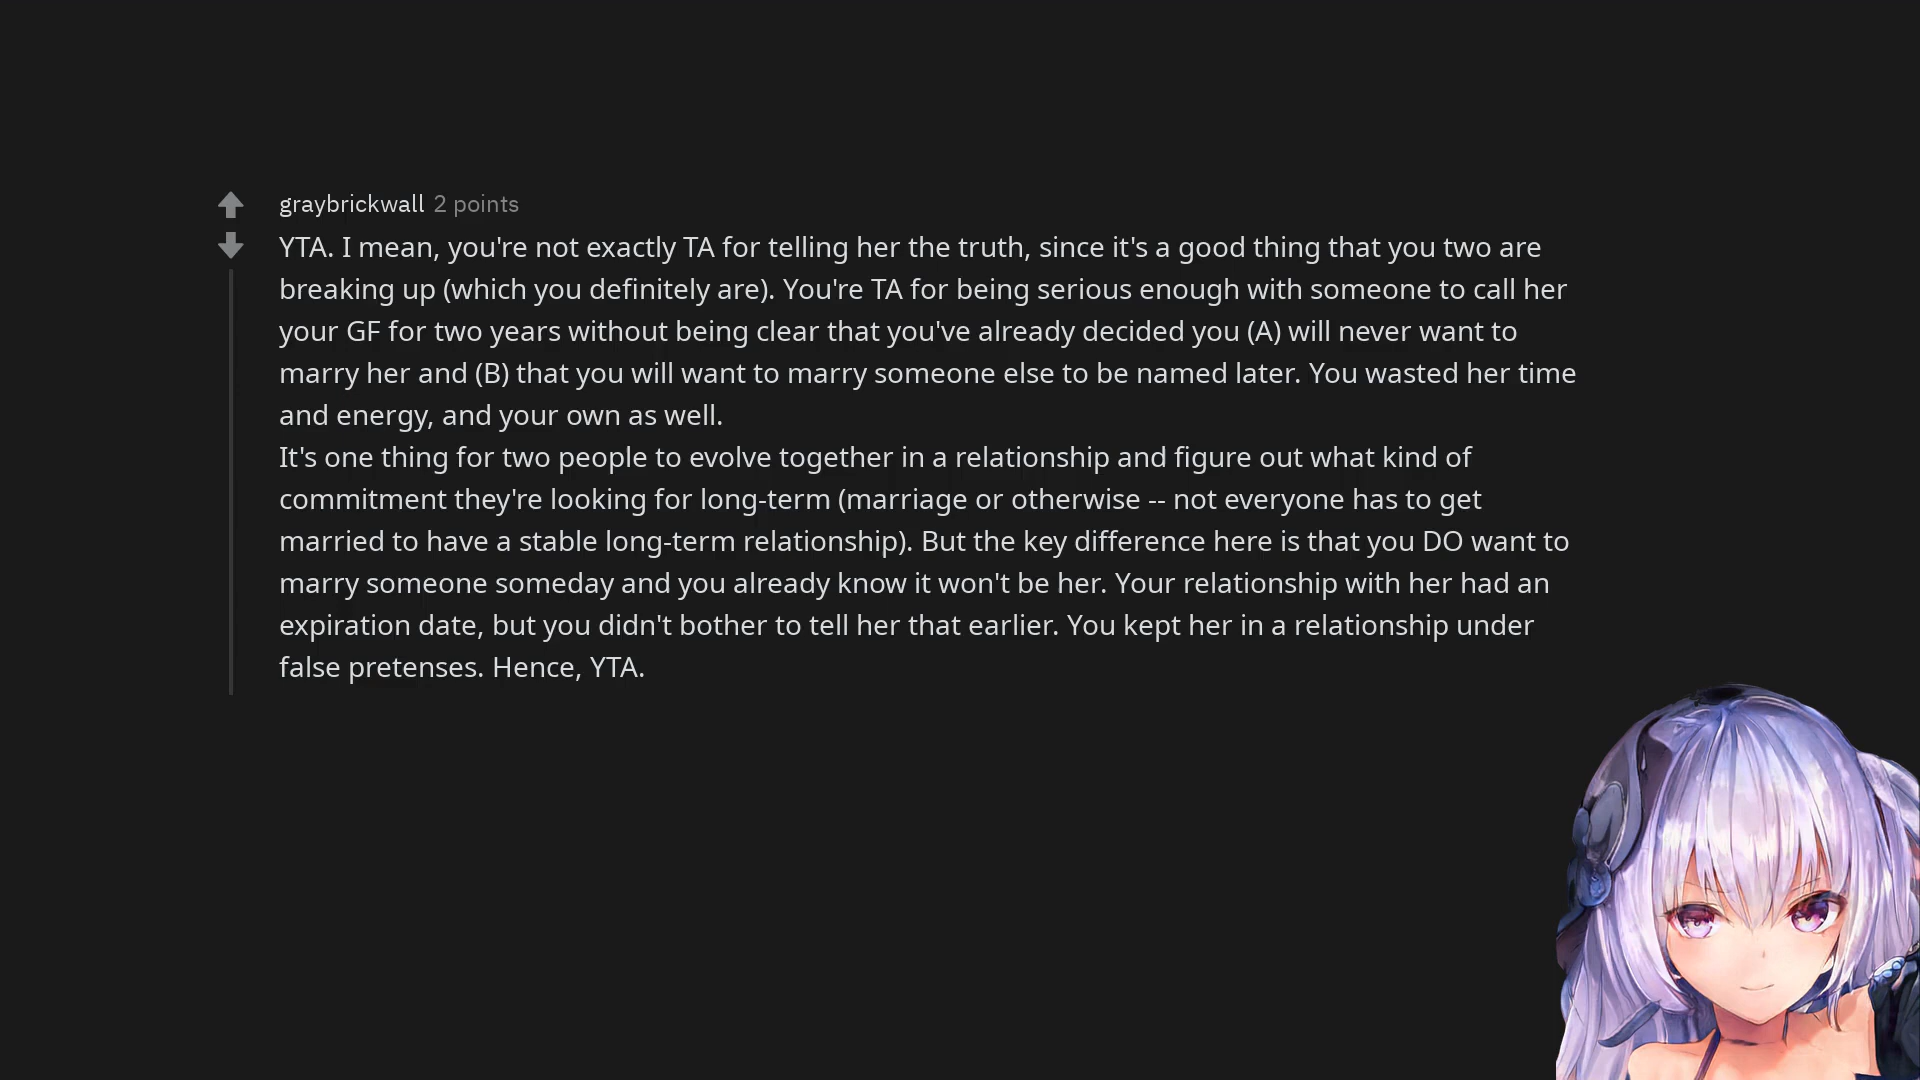 graybrickwall 2 points
YTA. I mean, you're not exactly TA for telling her the truth, since it's a good thing that you two are
breaking up (which you definitely are). You're TA for being serious enough with someone to call her
your GF for two years without being clear that you've already decided you (A) will never want to
marry her and (B) that you will want to marry someone else to be named later. You wasted her time
and energy, and your own as well.
It's one thing for two people to evolve together in a relationship and figure out what kind of
commitment they're looking for long-term (marriage or otherwise -- not everyone has to get
married to have a stable long-term relationship). But the key difference here is that you DO want to
marry someone someday and you already know it won't be her. Your relationship with her had an
expiration date, but you didn't bother to tell her that earlier. You kept her in a relationship under
false pretenses. Hence, YTA.